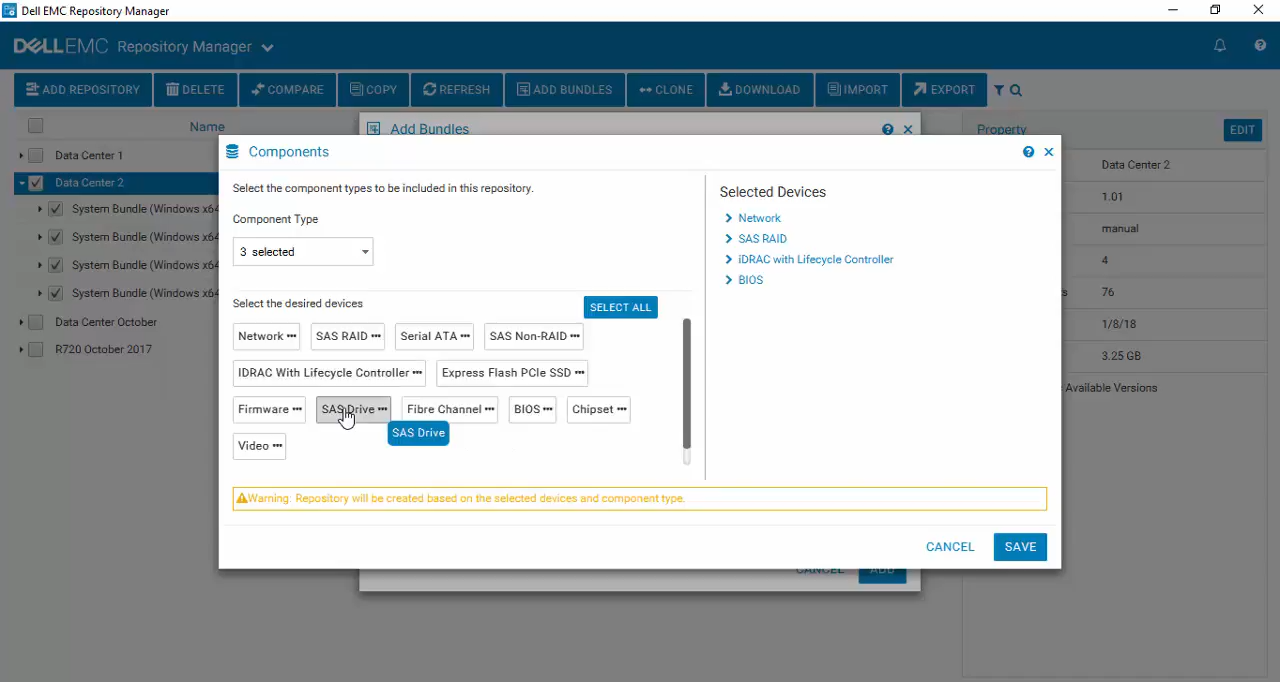 Dell EMC Repository Manager
DELLEMC Repository Manager
ADD REPOSITORY DELETE COMPARE COPY REFRESH ADD BUNDLES CLONE DOWNLOAD IMPORT EXPORT
Name
Add Bundles
Property
EDIT
Data Center 1
Data Center 2
System Bundle (Windows x64
System Bundle (Windows x64
System Bundle (Windows x64
System Bundle (Windows x64
Data Center October
R720 October 2017
Components
Select the component types to be included in this repository.
Component Type
3 selected
Select the desired devices
SELECT ALL
Network ••• SAS RAID ••• Serial ATA ••• SAS Non-RAID •••
IDRAC With Lifecycle Controller ••• Express Flash PCIe SSD •••
Firmware ••• SAS Drive ••• Fibre Channel ••• BIOS ••• Chipset •••
SAS Drive
Video •••
Selected Devices
Network
SAS RAID
iDRAC with Lifecycle Controller
BIOS
Warning: Repository will be created based on the selected devices and component type.
CANCEL SAVE
CANCEL ADD
Data Center 2
1.01
manual
4
s 76
1/8/18
3.25 GB
Available Versions